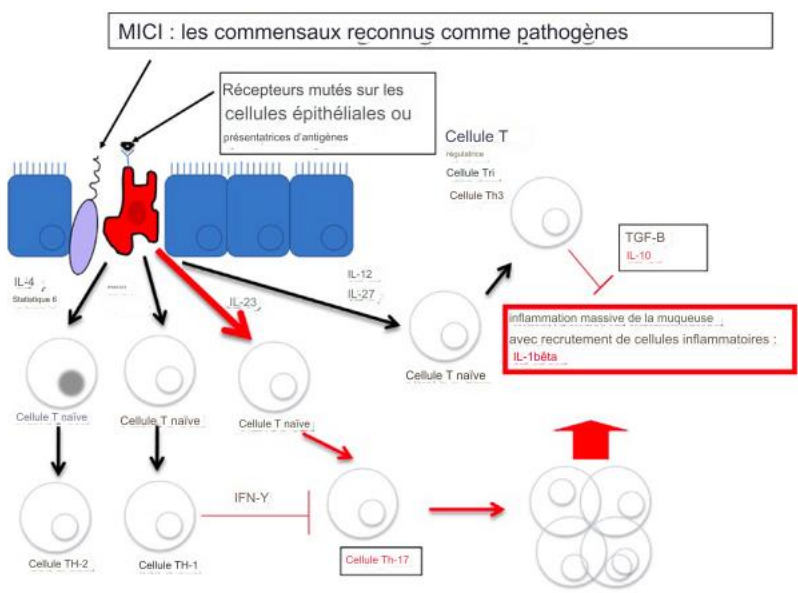 MICI : les commensaux reconnus comme pathogènes
Récepteurs mutés sur les
cellules épithéliales ou
présentatrices d'antigènes
Cellule T
régulatrice
Cellule Tri
Cellule Th3
TGF-B
IL-10
IL-4
Statistique 6
IL-23
IL-12
IL-27
inflammation massive de la muqueuse
avec recrutement de cellules inflammatoires :
IL-1bêta
Cellule T naïve
Cellule T naïve
Cellule T naïve
Cellule T naïve
IFN-Y
Cellule TH-2
Cellule TH-1
Cellule Th-17